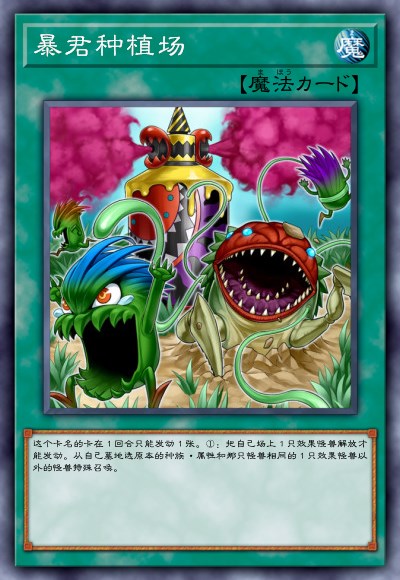 暴君种植场
魔
【魔法カード】
ま ほう
这个卡名的卡在1回合只能发动1张。①：把自己场上1只效果怪兽解放才
能发动。从自己墓地选原本的种族·属性和那只怪兽相同的1只效果怪兽以
外的怪兽特殊召唤。